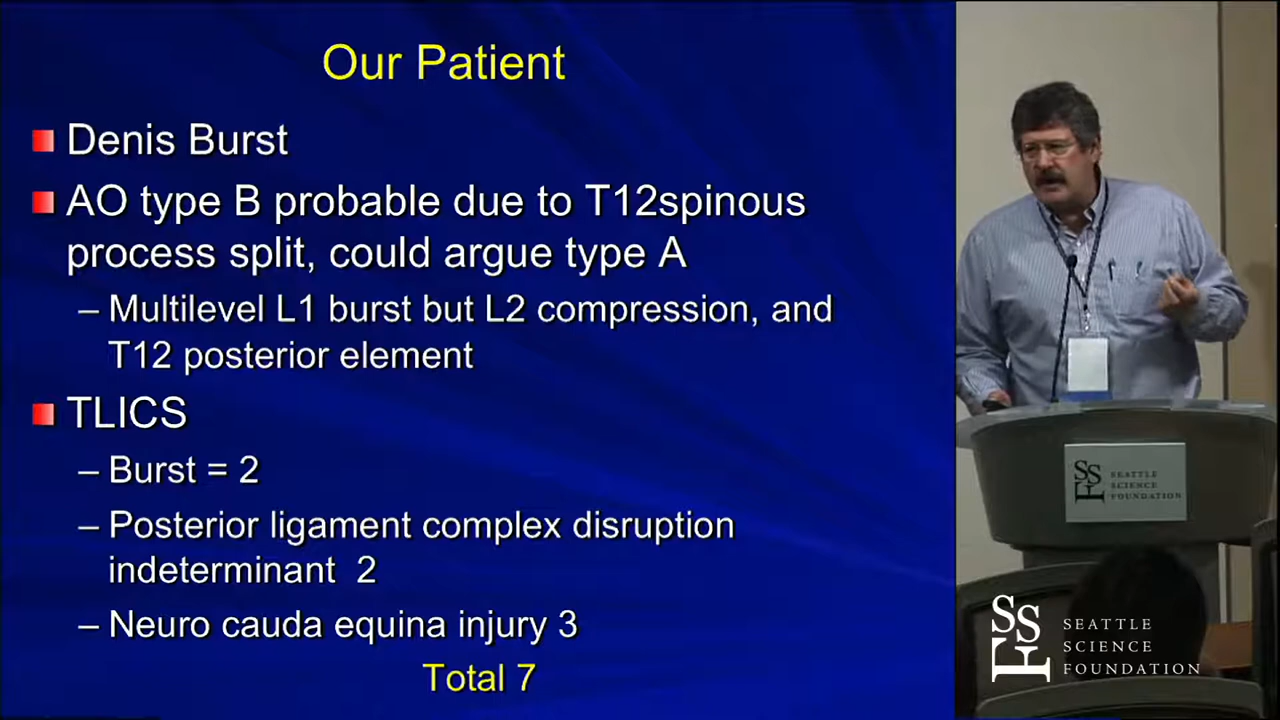 Our Patient
Denis Burst
AO type B probable due to T12spinous
process split, could argue type A
– Multilevel L1 burst but L2 compression, and
T12 posterior element
TLICS
– Burst = 2
– Posterior ligament complex disruption
indeterminant 2
– Neuro cauda equina injury 3
Total 7
SSF
SEATTLE
SCIENCE
FOUNDATION
SSF
SEATTLE
SCIENCE
FOUNDATION